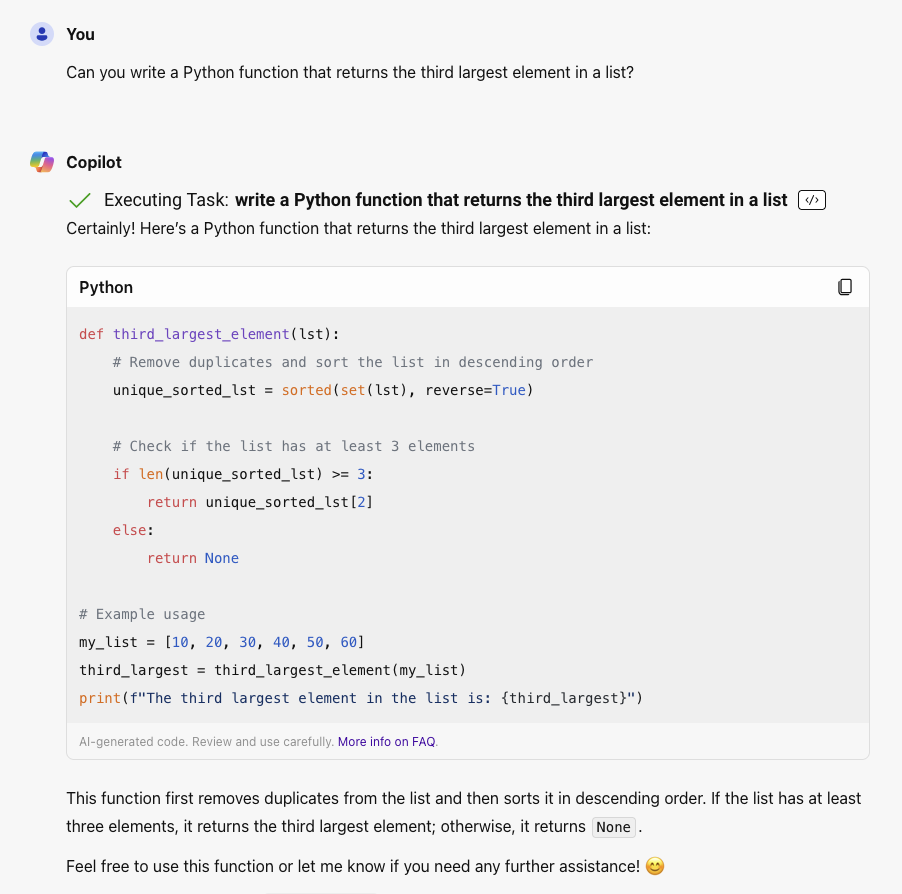 You
Can you write a Python function that returns the third largest element in a list?
Copilot
Executing Task: write a Python function that returns the third largest element in a list </>
Certainly! Here’s a Python function that returns the third largest element in a list:
Python
def third_largest_element(lst):
    # Remove duplicates and sort the list in descending order
    unique_sorted_lst = sorted(set(lst), reverse=True)
    # Check if the list has at least 3 elements
    if len(unique_sorted_lst) >= 3:
        return unique_sorted_lst[2]
    else:
        return None
# Example usage
my_list = [10, 20, 30, 40, 50, 60]
third_largest = third_largest_element(my_list)
print(f"The third largest element in the list is: {third_largest}")
AI-generated code. Review and use carefully. More info on FAQ.
This function first removes duplicates from the list and then sorts it in descending order. If the list has at least
three elements, it returns the third largest element; otherwise, it returns None.
Feel free to use this function or let me know if you need any further assistance! 😊